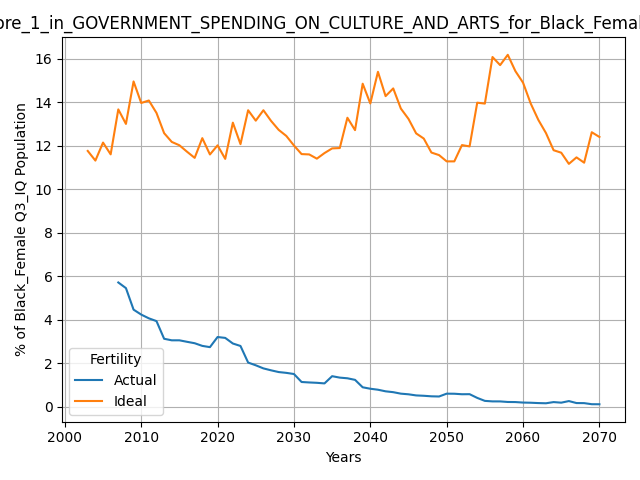 ore_1_in_GOVERNMENT_SPENDING_ON_CULTURE_AND_ARTS_for_Black_Femal
% of Black_Female Q3_IQ Population
16
14
12
10
8
6
4
2
0
Fertility
Actual
Ideal
2000 2010 2020 2030 2040 2050 2060 2070
Years